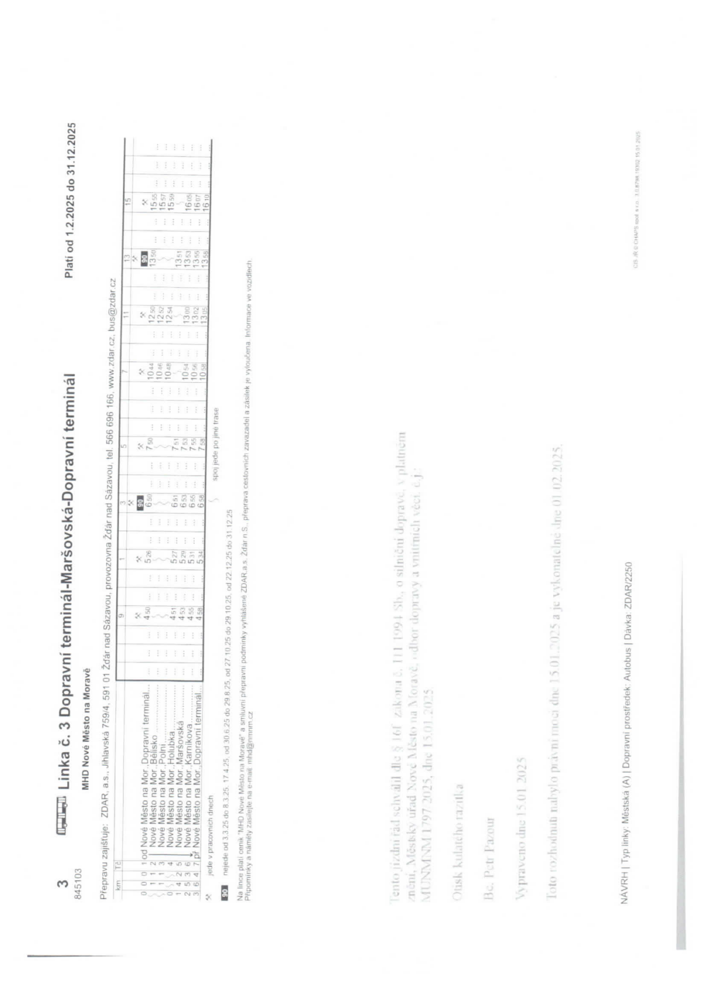 3 Linka č. 3 Dopravní terminál-Maršovská-Dopravní terminál Platí od 1.2.2025 do 31.12.2025
845103
MHD Nové Město na Moravě
Přepravu zajišťuje: ZDAR, a.s., Jihlavská 759/4, 591 01 Žďár nad Sázavou, provozovna Žďár nad Sázavou, tel. 566 696 166, www.zdar.cz, bus@zdar.cz
km Tč 9 1 3 5 7 11 13 15
⚒ ⚒ ⚒ 90 ⚒ ⚒ ⚒ ⚒ 90 ⚒
0 0 0 1 od Nové Město na Mor.,Dopravní terminál... 4 50 5 26 6 50 7 50 10 44 12 50 13 50 15 55
1 1 2 Nové Město na Mor.,Bělisko 10 46 12 52 15 57
1 1 3 Nové Město na Mor.,Polní 10 48 12 54 15 59
0 4 Nové Město na Mor.,Holubka 4 51 5 27 6 51 7 51 13 51
1 4 2 5 Nové Město na Mor.,Maršovská 4 53 5 29 6 53 7 53 10 54 13 00 13 53 16 05
2 5 3 6 Nové Město na Mor.,Karníkova 4 55 5 31 6 55 7 55 10 56 13 02 13 55 16 07
3 6 4 7 př Nové Město na Mor.,Dopravní terminál... 4 58 5 34 6 58 7 58 10 58 13 05 13 58 16 10
⚒ jede v pracovních dnech spoj jede po jiné trase
90 nejede od 3.3.25 do 8.3.25, 17.4.25, od 30.6.25 do 29.8.25, od 27.10.25 do 29.10.25, od 22.12.25 do 31.12.25
Na lince platí ceník "MHD Nové Město na Moravě" a smluvní přepravní podmínky vyhlášené ZDAR,a.s. Žďár n.S., přeprava cestovních zavazadel a zásilek je vyloučena. Informace ve vozidlech.
Připomínky a náměty zasílejte na e-mail: mhd@nmnm.cz
Tento jízdní řád schválil dle § 16f zákona č. 111/1994 Sb., o silniční dopravě, v platném
znění, Městský úřad Nové Město na Moravě, odbor dopravy a vnitřních věcí, č.j:
MUNMNM/1797/2025, dne 15.01.2025
Otisk kulatého razítka
Bc. Petr Pazour
Vypraveno dne 15.01.2025
Toto rozhodnutí nabylo právní moci dne 15.01.2025 a je vykonatelné dne 01.02.2025.
NÁVRH | Typ linky: Městská (A) | Dopravní prostředek: Autobus | Dávka: ZDAR/2250
CIS JŘ © CHAPS spol. s r.o.